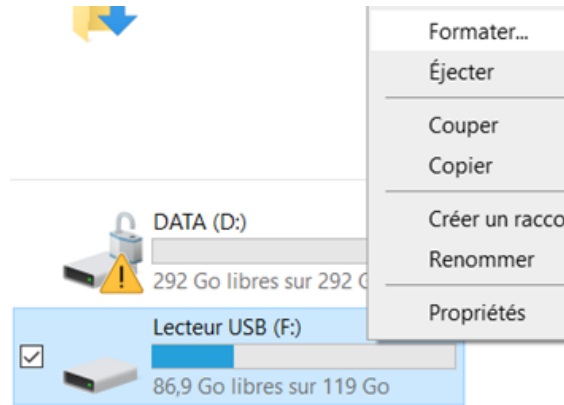 Formater...
Éjecter
Couper
Copier
Créer un racco
Renommer
Propriétés
DATA (D:)
292 Go libres sur 292 G
Lecteur USB (F:)
86,9 Go libres sur 119 Go